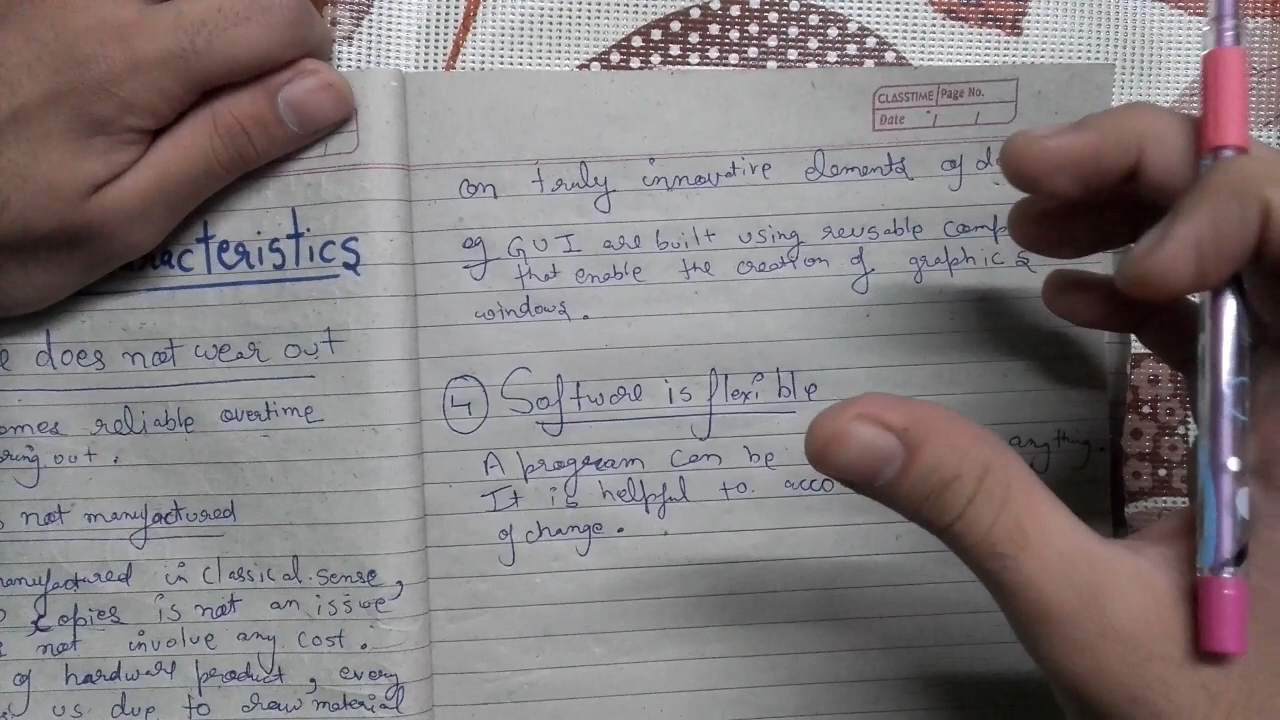 acteristics
e does not wear out
omes reliable overtime
out.
not manufactured
manufactured in classical sense,
copies is not an issue
not involve any cost.
of hardware product, every
us due to raw material
CLASSTIME Page No.
Date / /
on truly innovative elements of de
eg GUI are built using reusable comp
that enable the creation of graphics
windows.
4 Software is flexible
A program can be anything.
It is helpful to acco
of change.